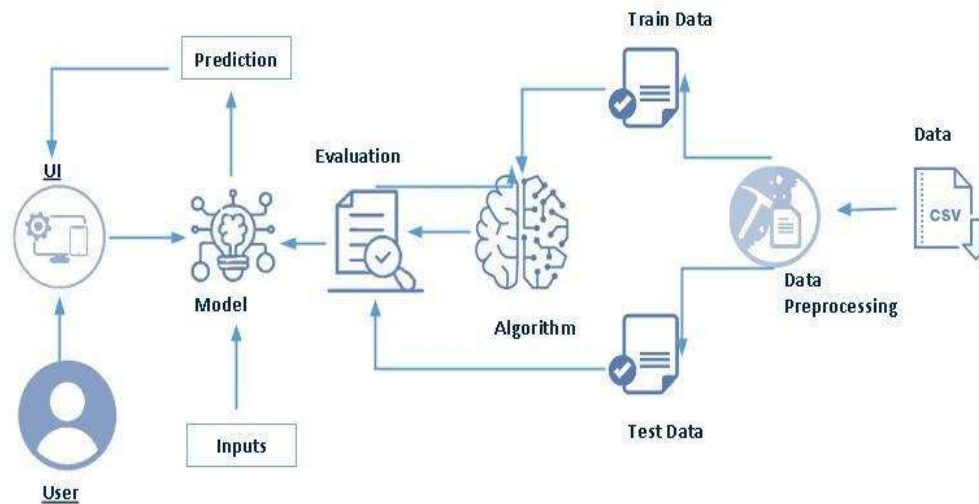 Train Data
Prediction
Data
Evaluation
UI
CSV
Model
Algorithm
Data
Preprocessing
Inputs
Test Data
User